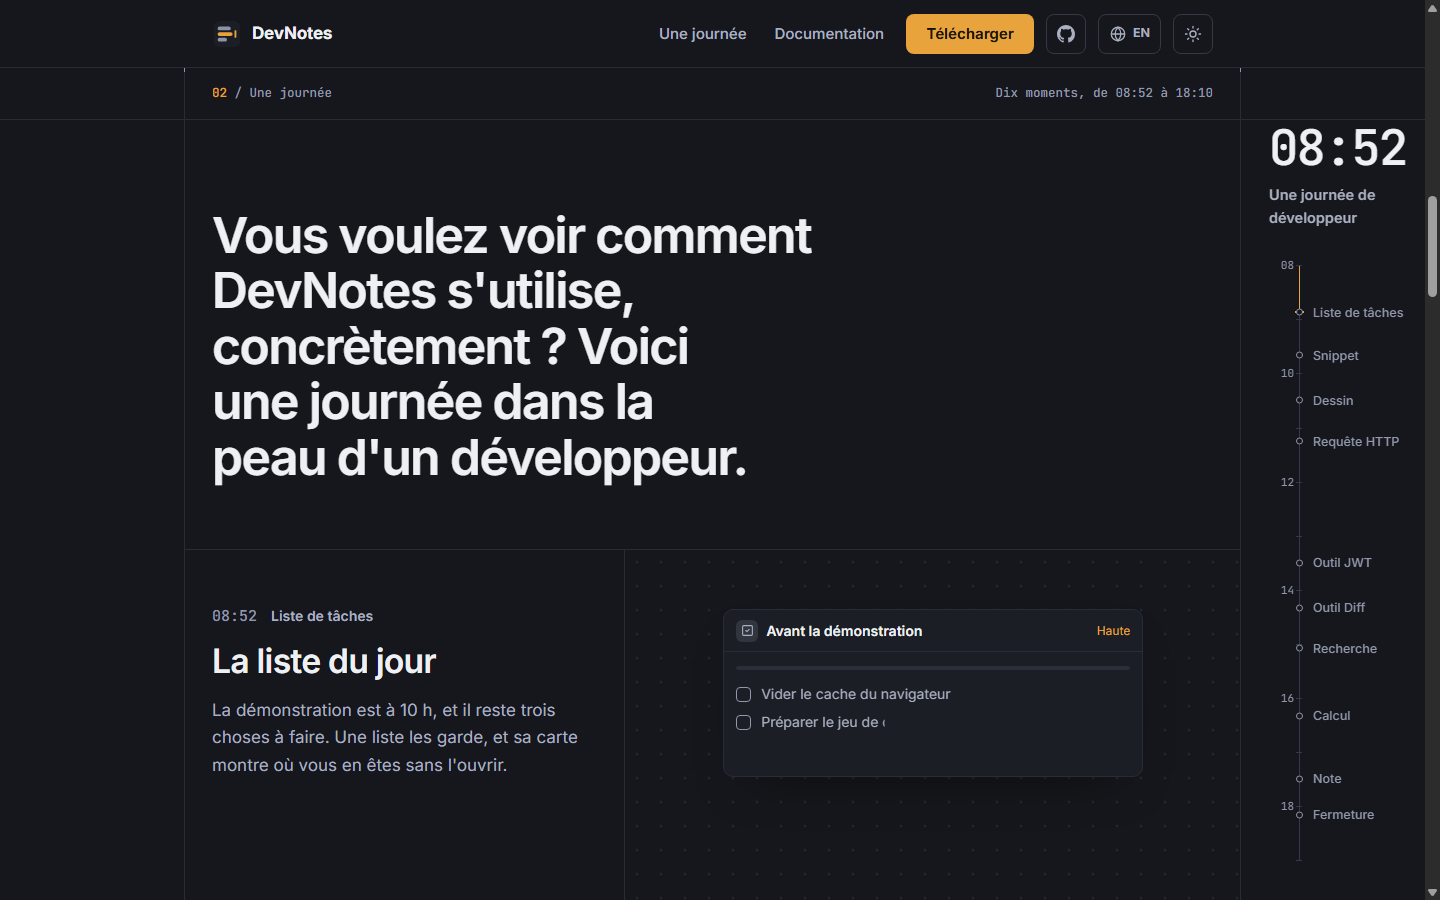 DevNotes
Une journée
Documentation
Télécharger
EN
02 / Une journée
Dix moments, de 08:52 à 18:10
Vous voulez voir comment
DevNotes s'utilise,
concrètement ? Voici
une journée dans la
peau d'un développeur.
08:52 Liste de tâches
La liste du jour
La démonstration est à 10 h, et il reste trois
choses à faire. Une liste les garde, et sa carte
montre où vous en êtes sans l'ouvrir.
Avant la démonstration
Haute
Vider le cache du navigateur
Préparer le jeu de
08:52
Une journée de
développeur
08
Liste de tâches
Snippet
10
Dessin
Requête HTTP
12
Outil JWT
14
Outil Diff
Recherche
16
Calcul
Note
18
Fermeture